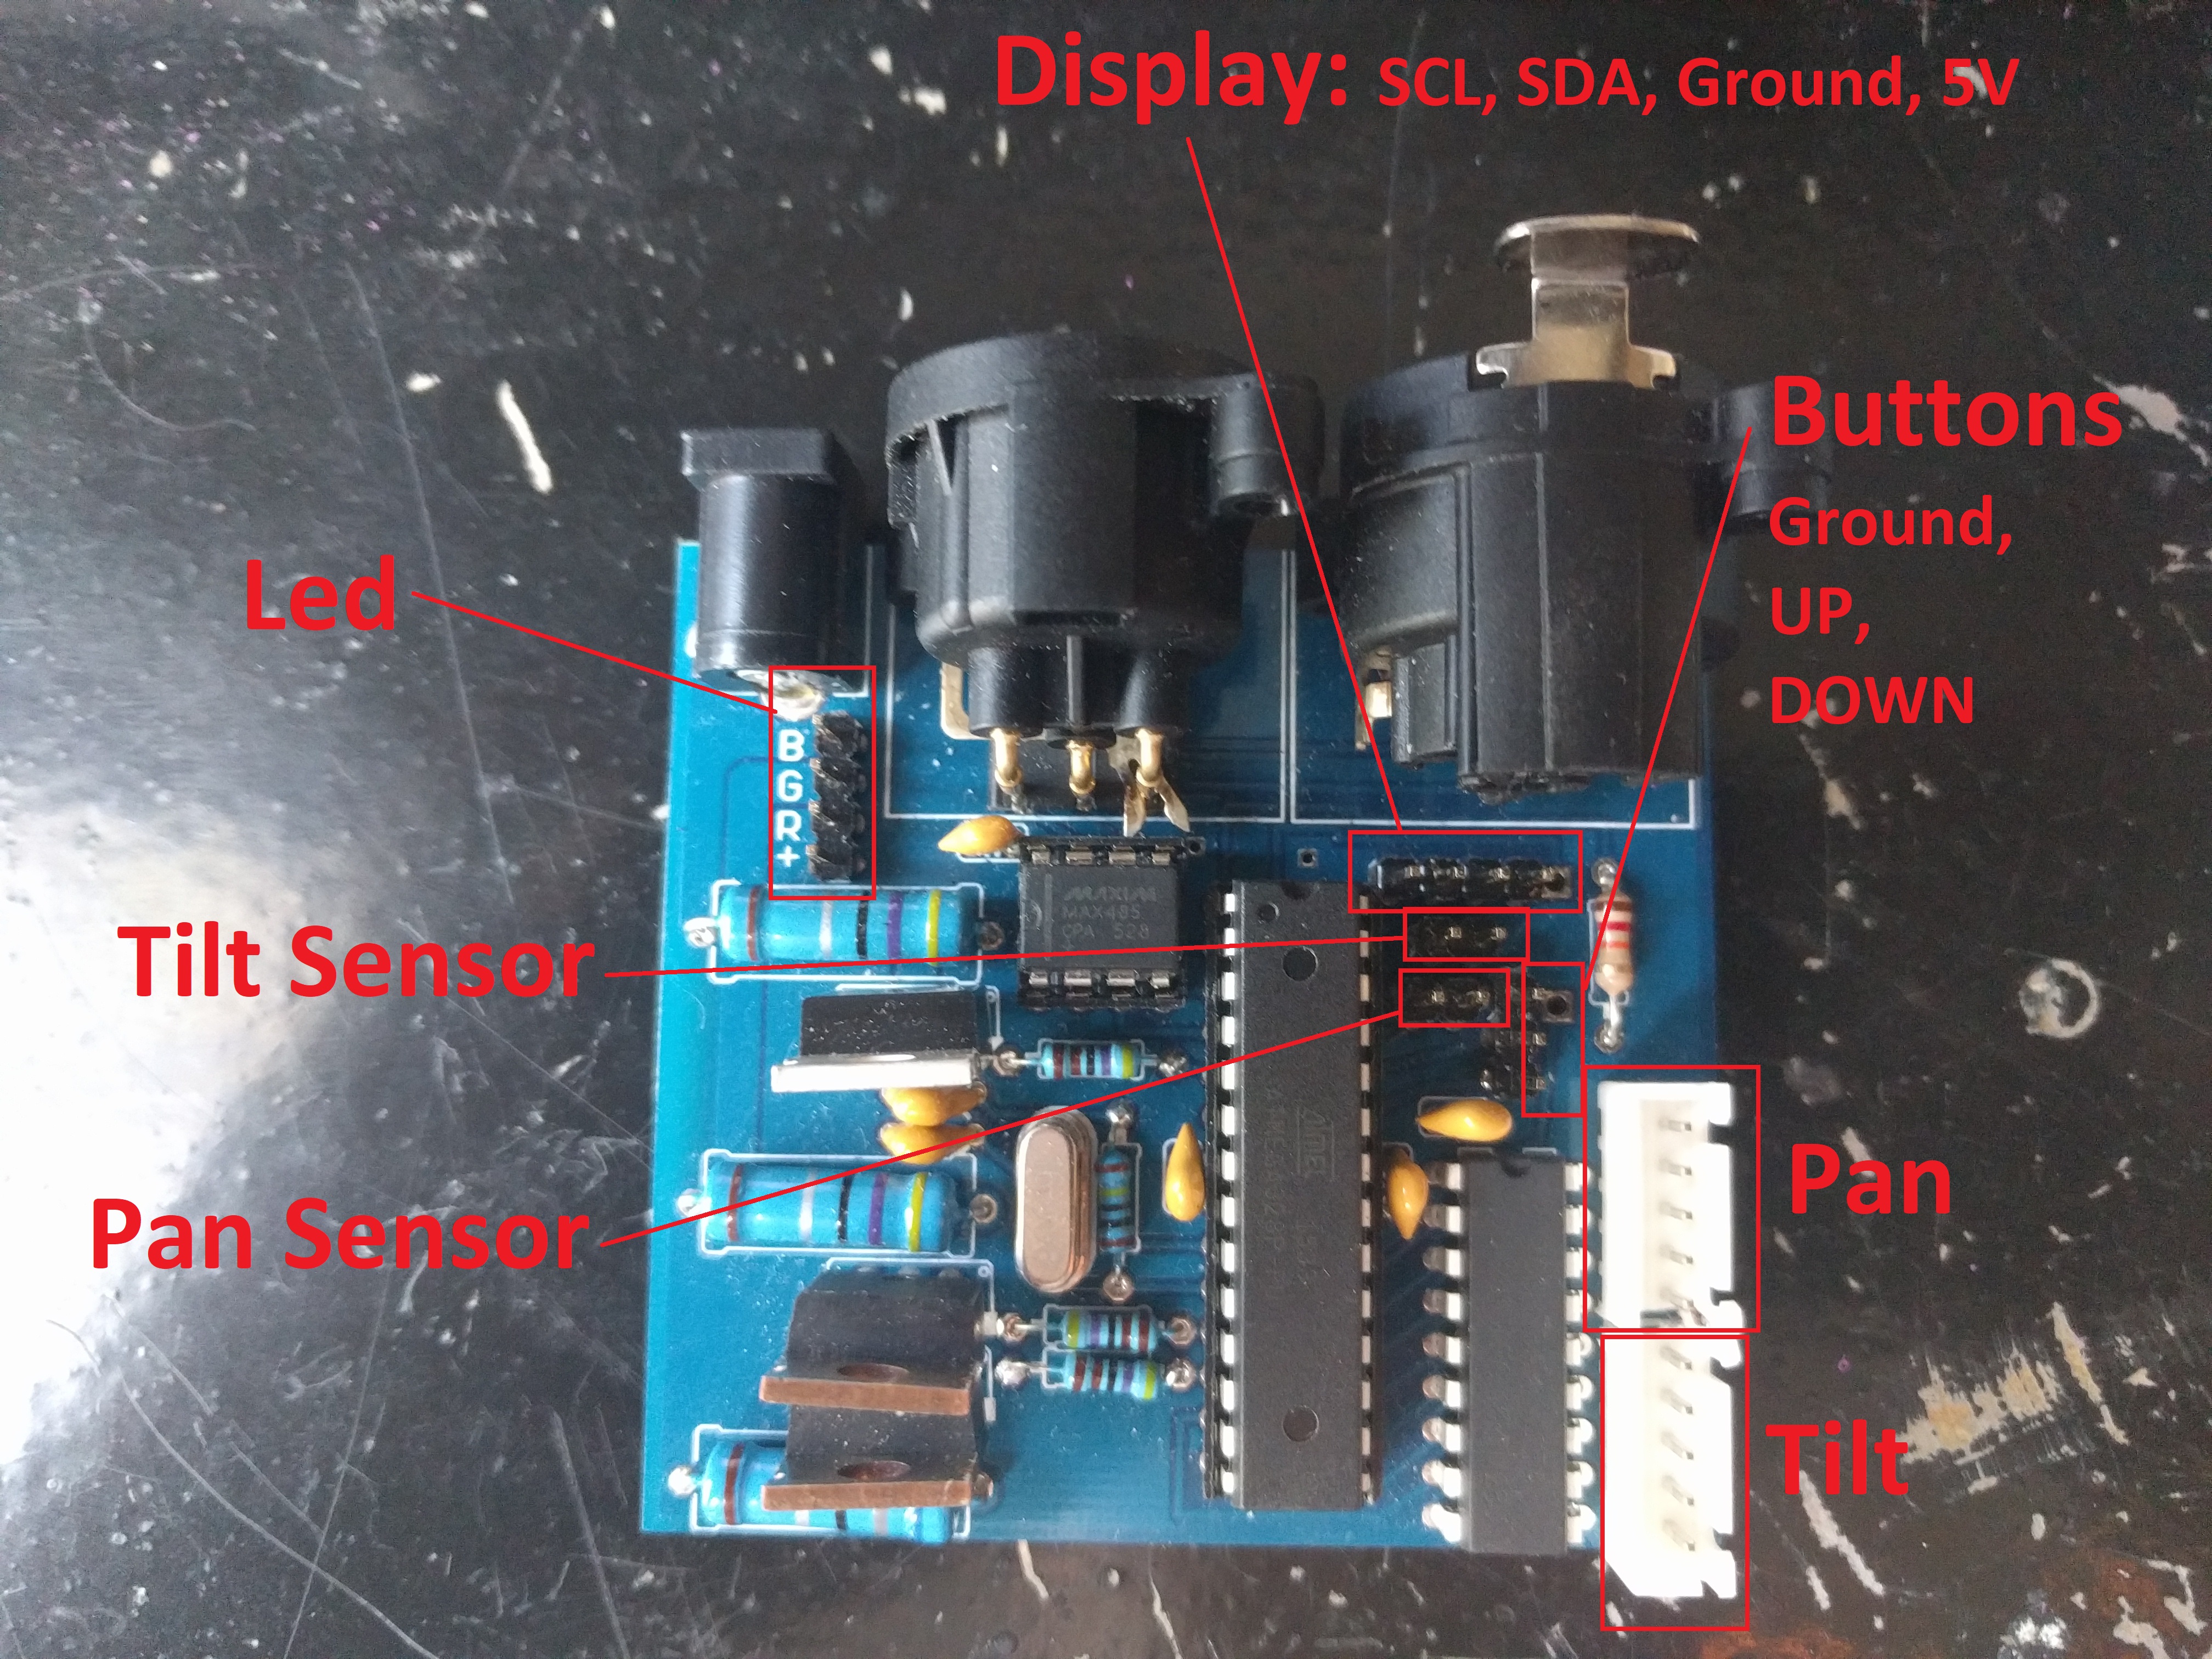 Display: SCL, SDA, Ground, 5V
Buttons
Ground,
UP,
DOWN
Led
B
G
R
+
MAXIM
MAX485
CPA
Tilt Sensor
Pan Sensor
Pan
Tilt